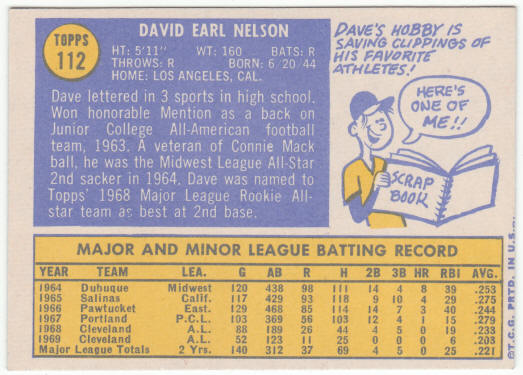 TOPPS
112
DAVID EARL NELSON
HT: 5'11" WT: 160 BATS: R
THROWS: R BORN: 6/20/44
HOME: LOS ANGELES, CAL.
Dave lettered in 3 sports in high school.
Won honorable Mention as a back on
Junior College All-American football
team, 1963. A veteran of Connie Mack
ball, he was the Midwest League All-Star
2nd sacker in 1964. Dave was named to
Topps' 1968 Major League Rookie All-
star team as best at 2nd base.
DAVE'S HOBBY IS
SAVING CLIPPINGS OF
HIS FAVORITE
ATHLETES!
HERE'S
ONE OF
ME!!
SCRAP
BOOK
MAJOR AND MINOR LEAGUE BATTING RECORD
YEAR TEAM LEA. G AB R H 2B 3B HR RBI AVG.
1964 Dubuque Midwest 120 438 98 111 14 4 8 39 .253
1965 Salinas Calif. 117 429 93 118 9 10 4 29 .275
1966 Pawtucket East. 129 468 85 114 14 7 3 40 .244
1967 Portland P.C.L. 103 369 56 103 12 4 1 15 .279
1968 Cleveland A.L. 88 189 26 44 4 5 0 19 .233
1969 Cleveland A.L. 52 123 11 25 0 0 0 6 .203
Major League Totals 2 Yrs. 140 312 37 69 4 5 0 25 .221
©T.C.G. PRTD. IN U.S.